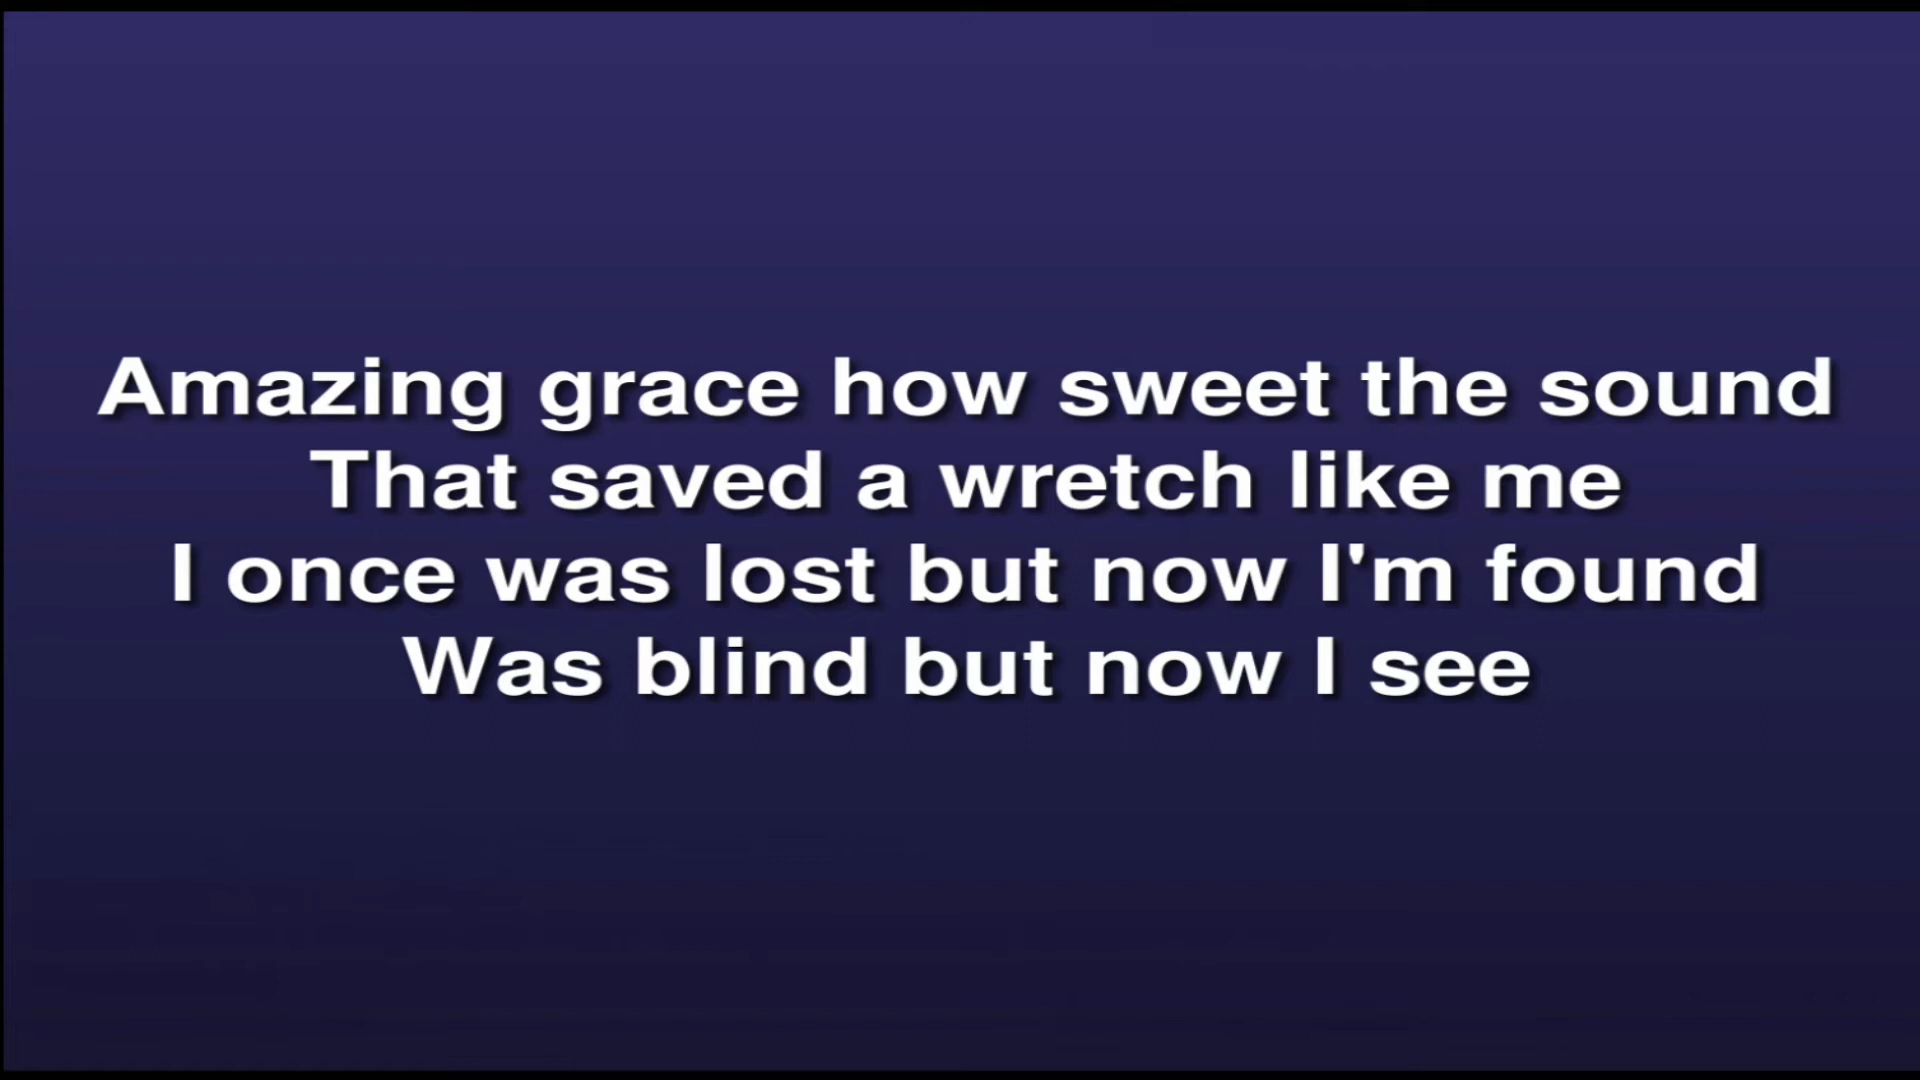 Amazing grace how sweet the sound
That saved a wretch like me
I once was lost but now I'm found
Was blind but now I see